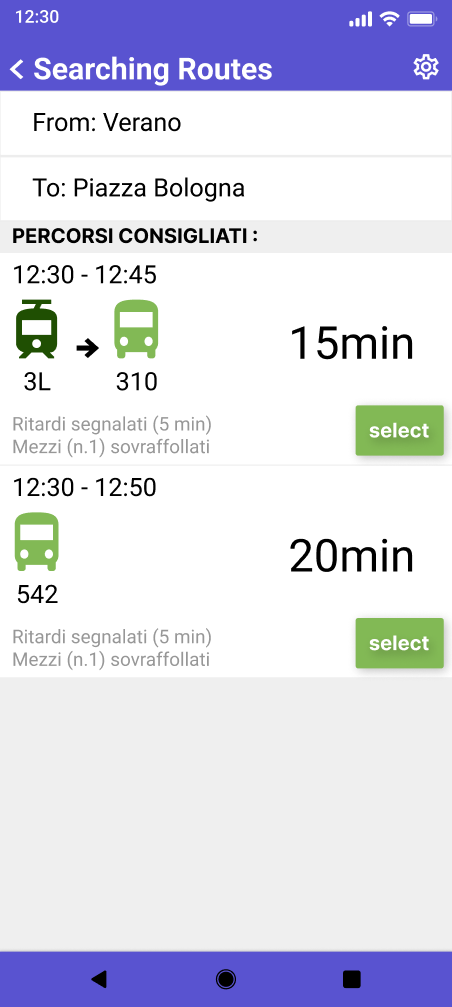 12:30
Searching Routes
From: Verano
To: Piazza Bologna
PERCORSI CONSIGLIATI :
12:30 - 12:45
15min
3L
310
Ritardi segnalati (5 min)
Mezzi (n.1) sovraffollati
select
12:30 - 12:50
20min
542
Ritardi segnalati (5 min)
Mezzi (n.1) sovraffollati
select